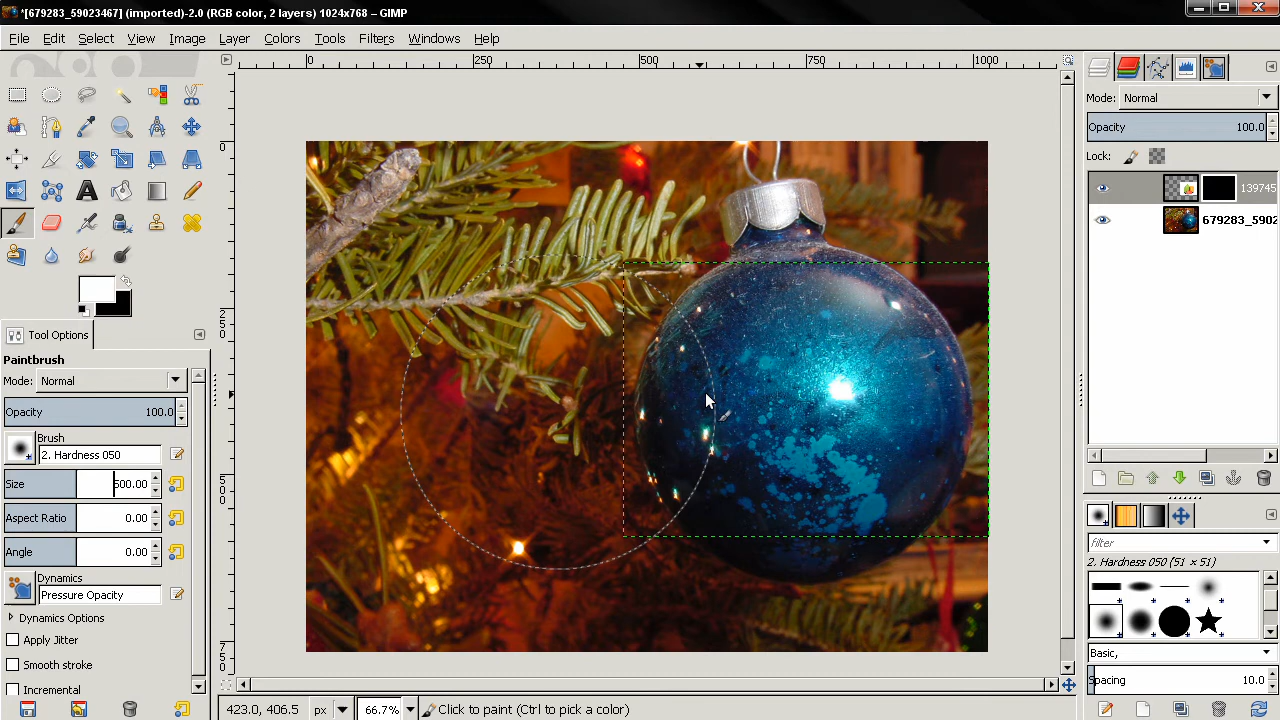 *[679283_59023467] (imported)-2.0 (RGB color, 2 layers) 1024x768 – GIMP
File Edit Select View Image Layer Colors Tools Filters Windows Help
0 250 500 750 1000
0
250
500
750
Mode: Normal
Opacity 100.0
Lock:
139745
679283_5902
Tool Options
Paintbrush
Mode: Normal
Opacity 100.0
Brush
2. Hardness 050
Size 500.00
Aspect Ratio 0.00
Angle 0.00
Dynamics
Pressure Opacity
Dynamics Options
Apply Jitter
Smooth stroke
Incremental
filter
2. Hardness 050 (51 × 51)
Basic,
Spacing 10.0
423.0, 406.5 px 66.7% Click to paint (Ctrl to pick a color)